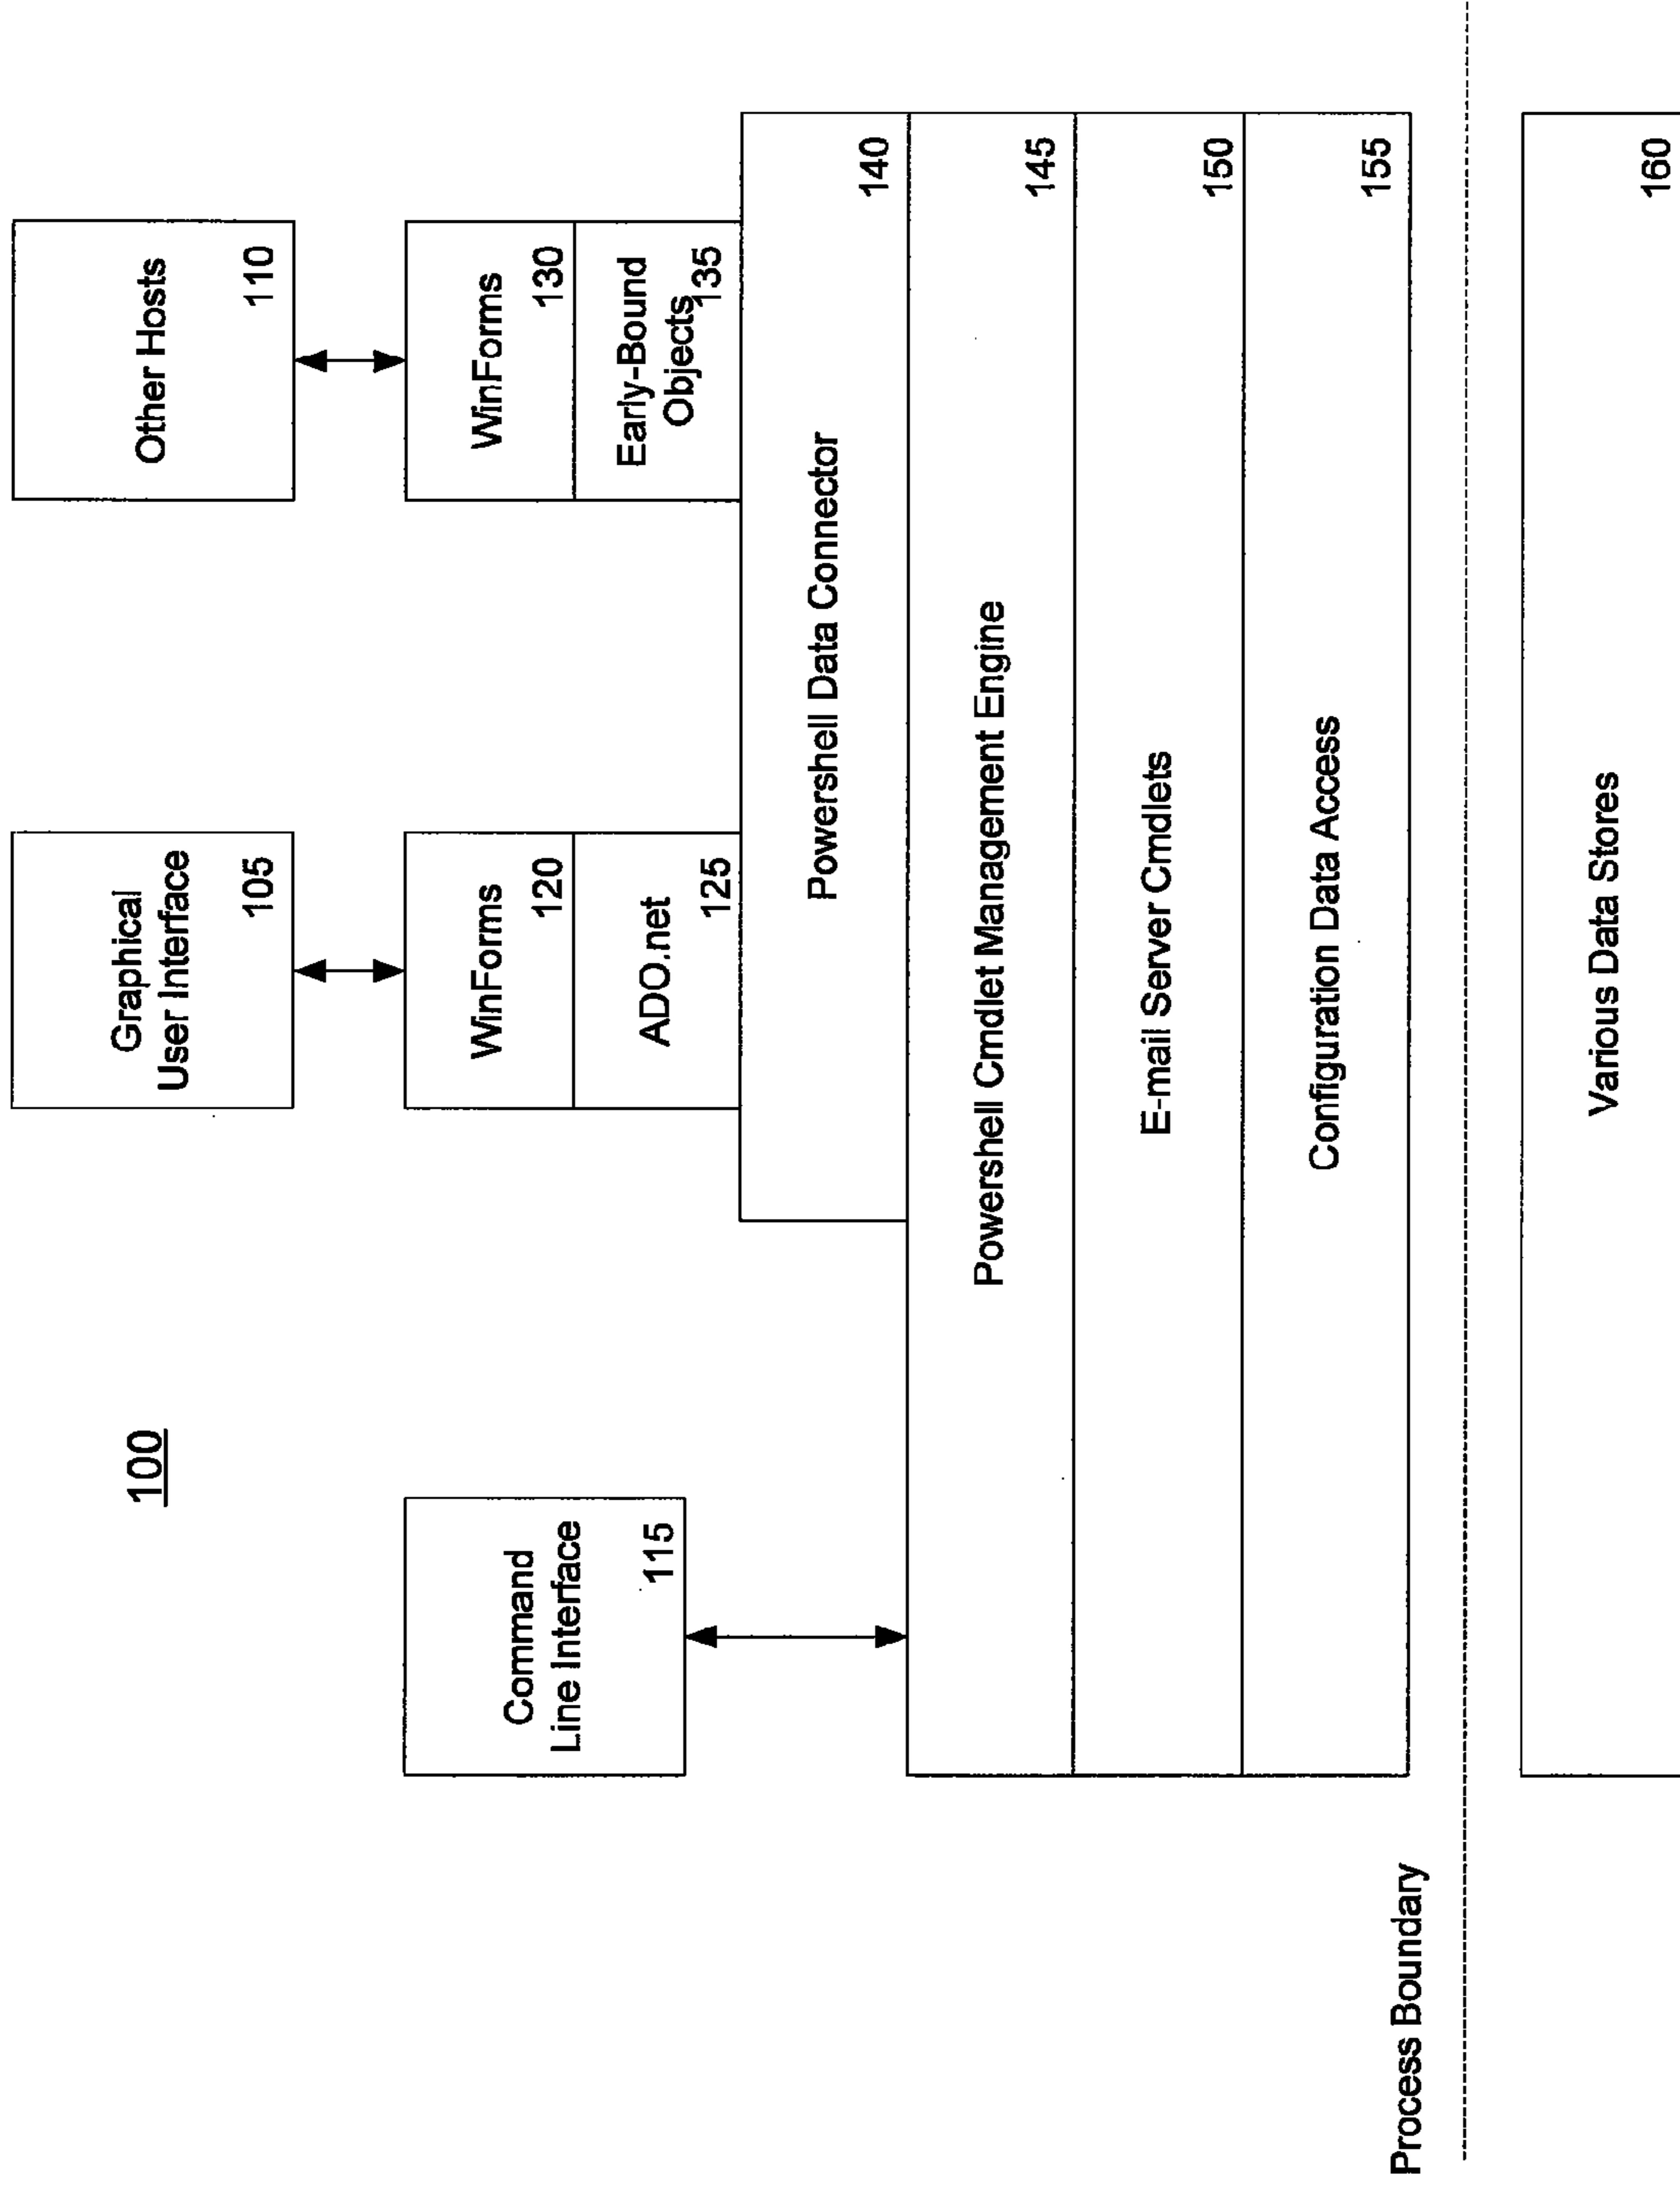 100
Graphical
User Interface
105
Other Hosts
110
Command
Line Interface
115
WinForms
120
ADO.net
125
WinForms
130
Early-Bound
Objects
135
Powershell Data Connector
140
Powershell Cmdlet Management Engine
145
E-mail Server Cmdlets
150
Configuration Data Access
155
Process Boundary
Various Data Stores
160